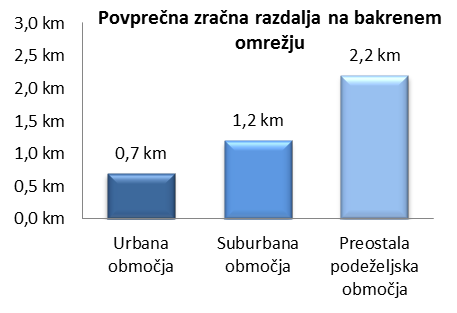 Povprečna zračna razdalja na bakrenem
omrežju
3,0 km
2,5 km
2,0 km
1,5 km
1,0 km
0,5 km
0,0 km
0,7 km
1,2 km
2,2 km
Urbana
območja
Suburbana
območja
Preostala
podeželjska
območja